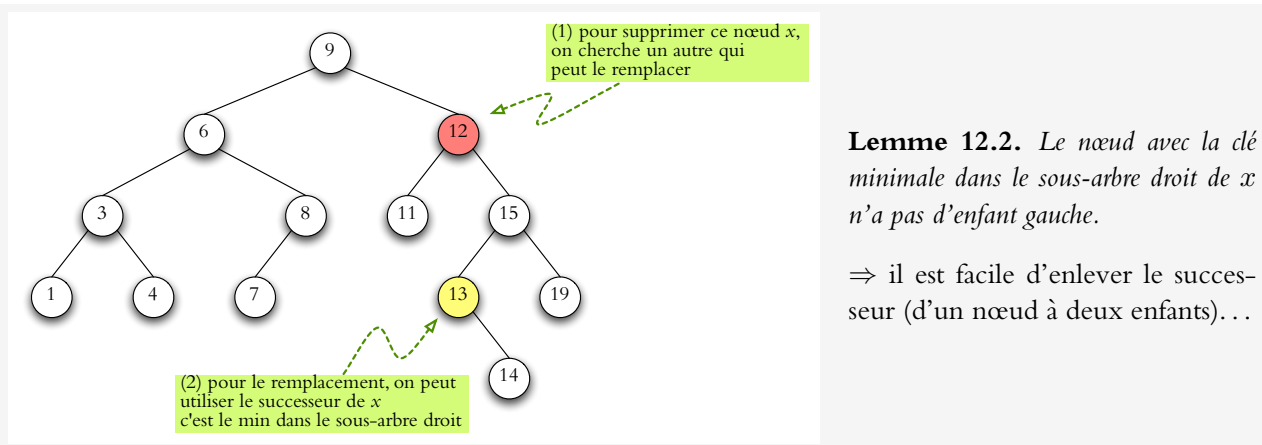 (1) pour supprimer ce nœud x,
on cherche un autre qui
peut le remplacer
9
6
12
3
8
11
15
1
4
7
13
19
14
(2) pour le remplacement, on peut
utiliser le successeur de x
c'est le min dans le sous-arbre droit
Lemme 12.2. Le nœud avec la clé
minimale dans le sous-arbre droit de x
n'a pas d'enfant gauche.
⇒ il est facile d'enlever le succes-
seur (d'un nœud à deux enfants)...